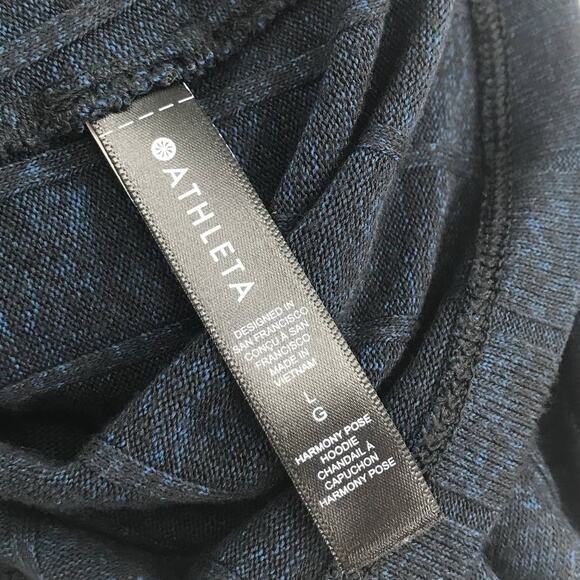 ATHLETA
DESIGNED IN
SAN FRANCISCO
CONÇU À SAN
FRANCISCO
MADE IN
VIETNAM
L
G
HARMONY POSE
HOODIE
CHANDAIL À
CAPUCHON
HARMONY POSE